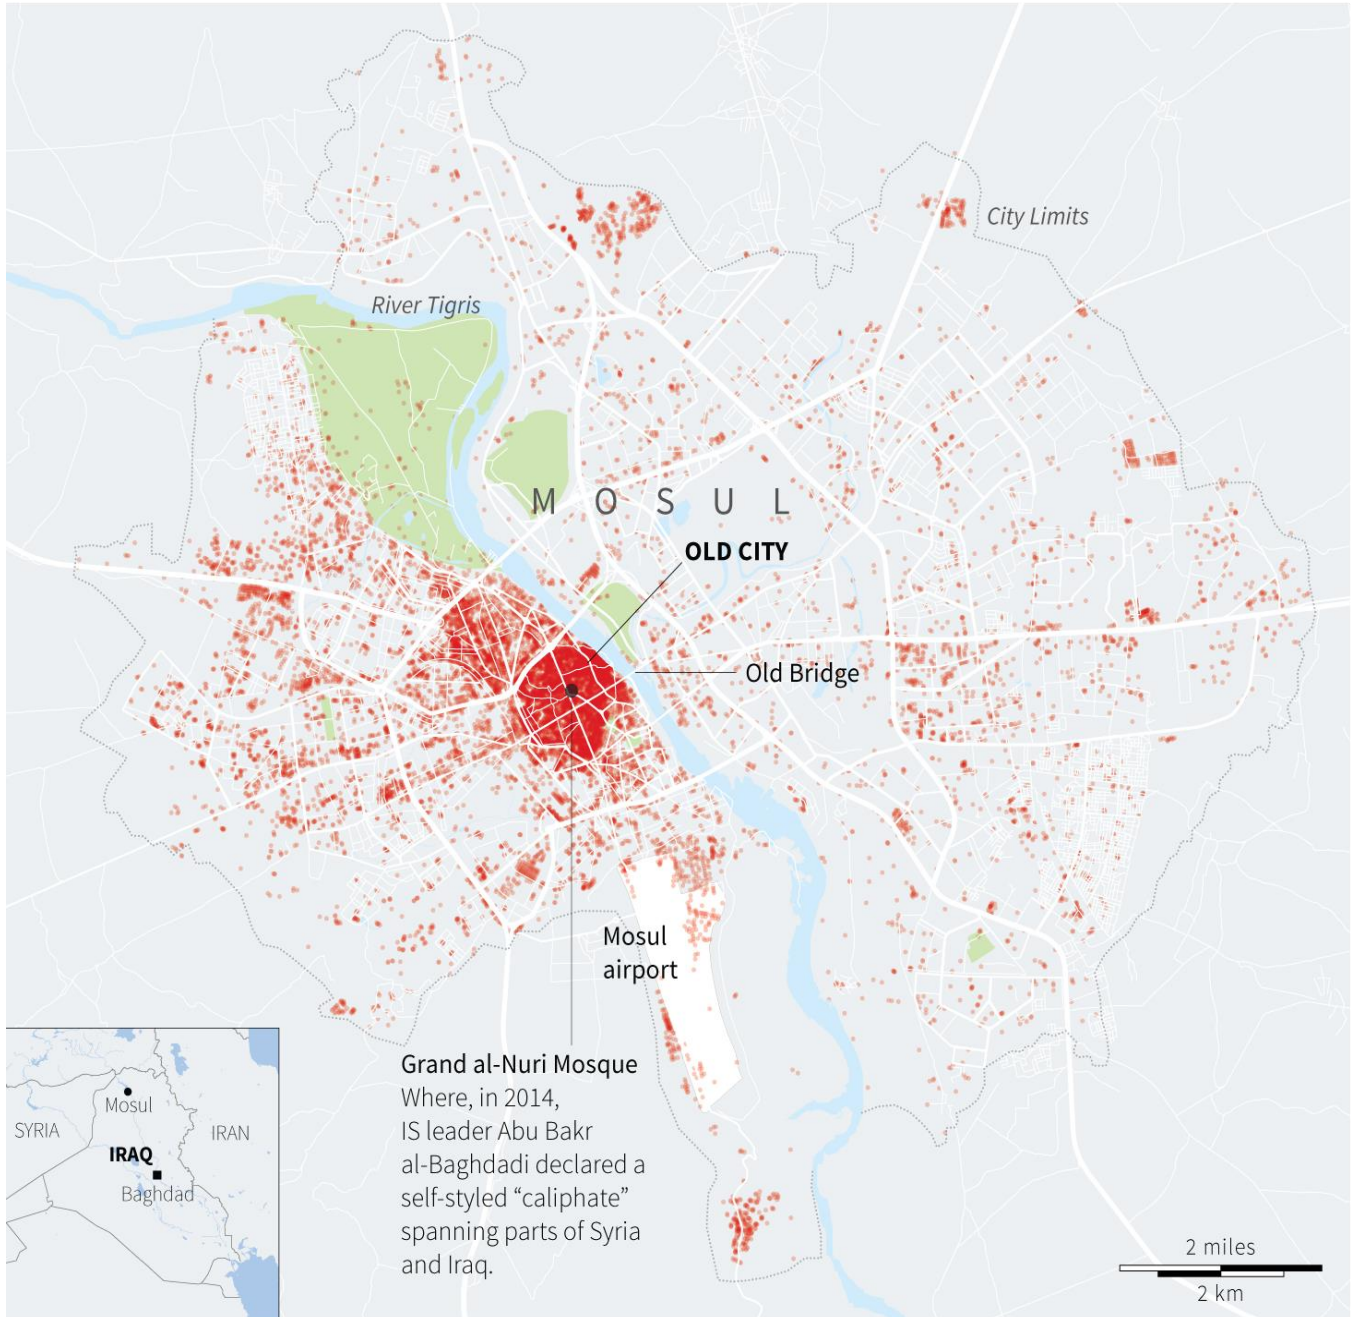 City Limits
River Tigris
MOSUL
OLD CITY
Old Bridge
Mosul
airport
Grand al-Nuri Mosque
Where, in 2014,
IS leader Abu Bakr
al-Baghdadi declared a
self-styled “caliphate”
spanning parts of Syria
and Iraq.
Mosul
SYRIA
IRAN
IRAQ
Baghdad
2 miles
2 km